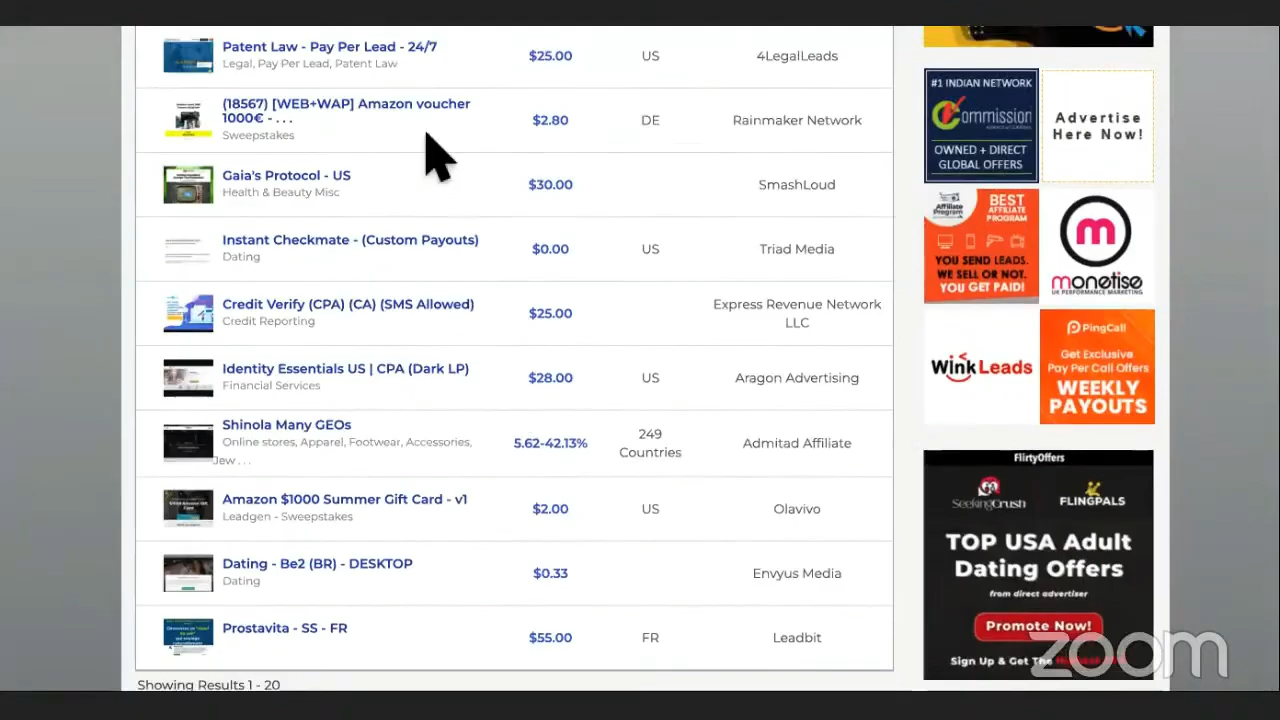 Patent Law - Pay Per Lead - 24/7
Legal, Pay Per Lead, Patent Law
$25.00
US
4LegalLeads
(18567) [WEB+WAP] Amazon voucher
1000€ - . . .
Sweepstakes
$2.80
DE
Rainmaker Network
Gaia's Protocol - US
Health & Beauty Misc
$30.00
SmashLoud
Instant Checkmate - (Custom Payouts)
Dating
$0.00
US
Triad Media
Credit Verify (CPA) (CA) (SMS Allowed)
Credit Reporting
$25.00
Express Revenue Network
LLC
Identity Essentials US | CPA (Dark LP)
Financial Services
$28.00
US
Aragon Advertising
Shinola Many GEOs
Online stores, Apparel, Footwear, Accessories,
Jew . . .
5.62-42.13%
249
Countries
Admitad Affiliate
Amazon $1000 Summer Gift Card - v1
Leadgen - Sweepstakes
$2.00
US
Olavivo
Dating - Be2 (BR) - DESKTOP
Dating
$0.33
Envyus Media
Prostavita - SS - FR
$55.00
FR
Leadbit
Showing Results 1 - 20
#1 INDIAN NETWORK
Commission
OWNED + DIRECT
GLOBAL OFFERS
Advertise
Here Now!
Affiliate
Program
BEST
AFFILIATE
PROGRAM
YOU SEND LEADS.
WE SELL OR NOT.
YOU GET PAID!
m
monetise
UK PERFORMANCE MARKETING
WinkLeads
PingCall
Get Exclusive
Pay Per Call Offers
WEEKLY
PAYOUTS
FlirtyOffers
SeekingCrush
FLINGPALS
TOP USA Adult
Dating Offers
from direct advertiser
Promote Now!
Sign Up & Get The
zoom